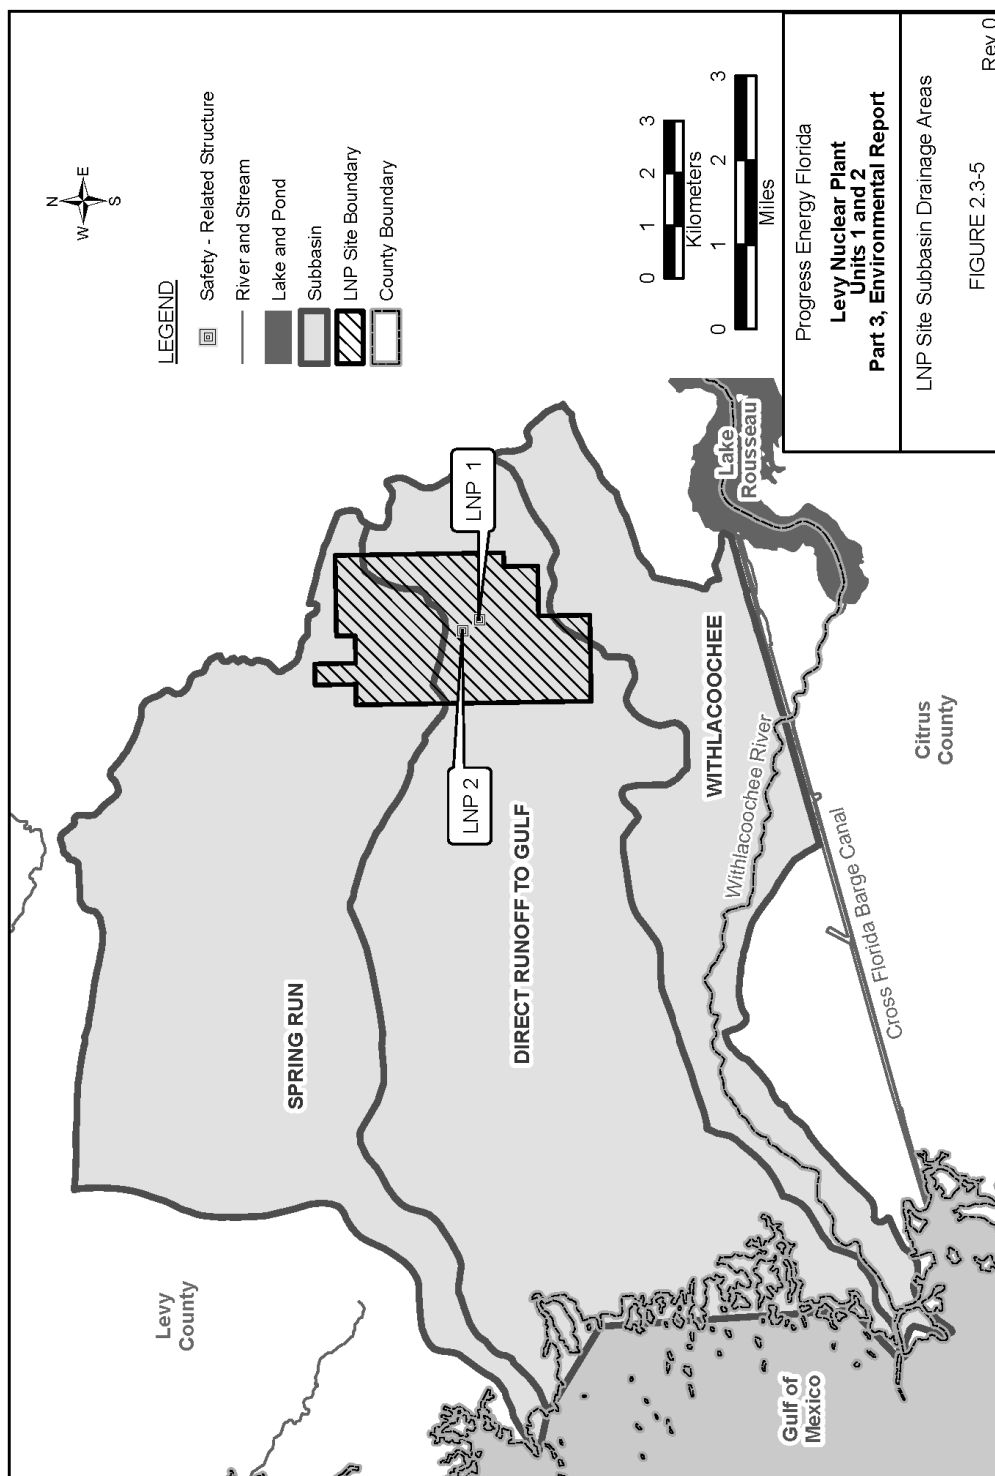 N
W
E
S
LEGEND
Safety - Related Structure
River and Stream
Lake and Pond
Subbasin
LNP Site Boundary
County Boundary
0 1 2 3
Kilometers
0 1 2 3
Miles
Levy
County
SPRING RUN
DIRECT RUNOFF TO GULF
LNP 2
LNP 1
WITHLACOOCHEE
Withlacoochee River
Lake
Rousseau
Cross Florida Barge Canal
Citrus
County
Gulf of
Mexico
Progress Energy Florida
Levy Nuclear Plant
Units 1 and 2
Part 3, Environmental Report
LNP Site Subbasin Drainage Areas
FIGURE 2.3-5
Rev 0